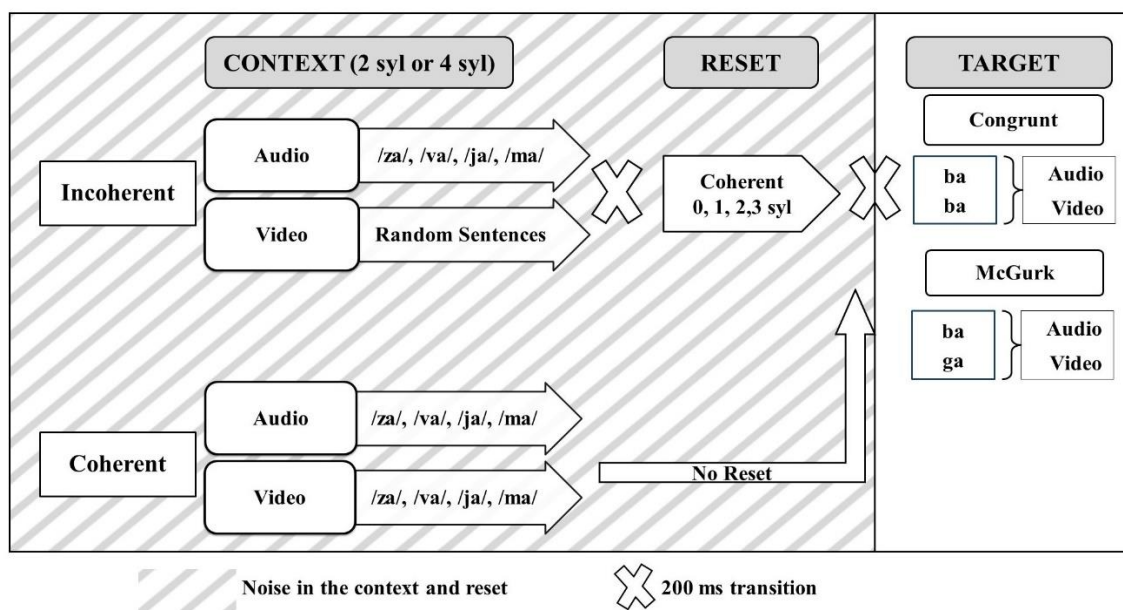 CONTEXT (2 syl or 4 syl)
RESET
TARGET
Congrunt
Audio
/za/, /va/, /ja/, /ma/
Incoherent
Video
Random Sentences
Coherent
0, 1, 2,3 syl
ba
ba
Audio
Video
McGurk
ba
ga
Audio
Video
Audio
/za/, /va/, /ja/, /ma/
Coherent
Video
/za/, /va/, /ja/, /ma/
No Reset
Noise in the context and reset
200 ms transition